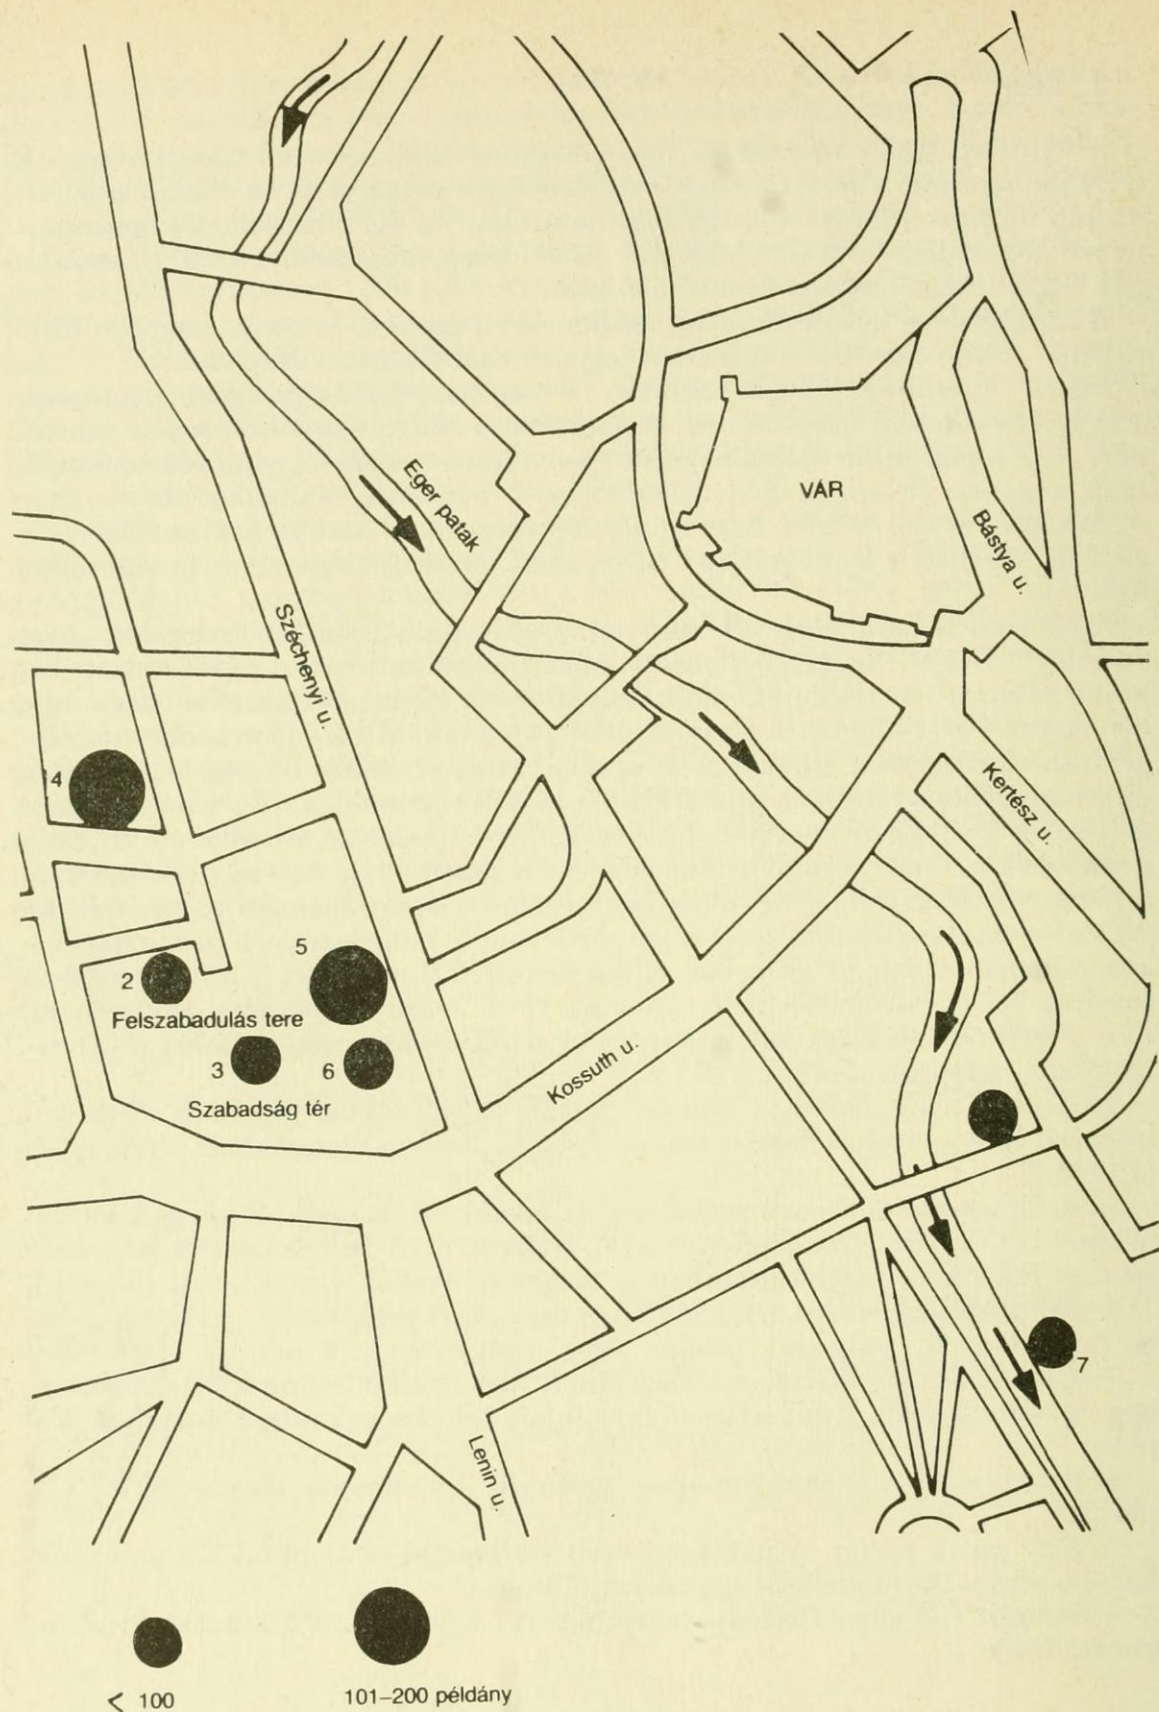 Eger patak
VÁR
Bástya u.
Széchenyi u.
4
Kertész u.
5
2
Felszabadulás tere
3
6
Szabadság tér
Kossuth u.
7
Lenin u.
< 100
101–200 példány